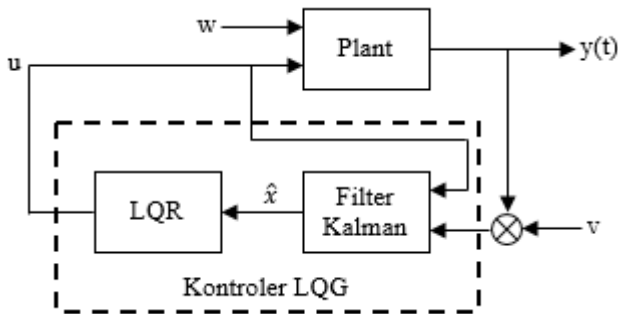 w
Plant
y(t)
u
LQR
x̂
Filter
Kalman
v
Kontroler LQG